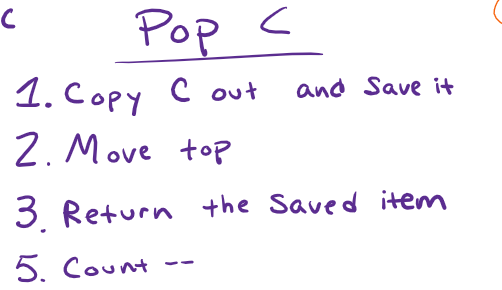 c
Pop C
1. Copy C out and Save it
2. Move top
3. Return the Saved item
5. Count --